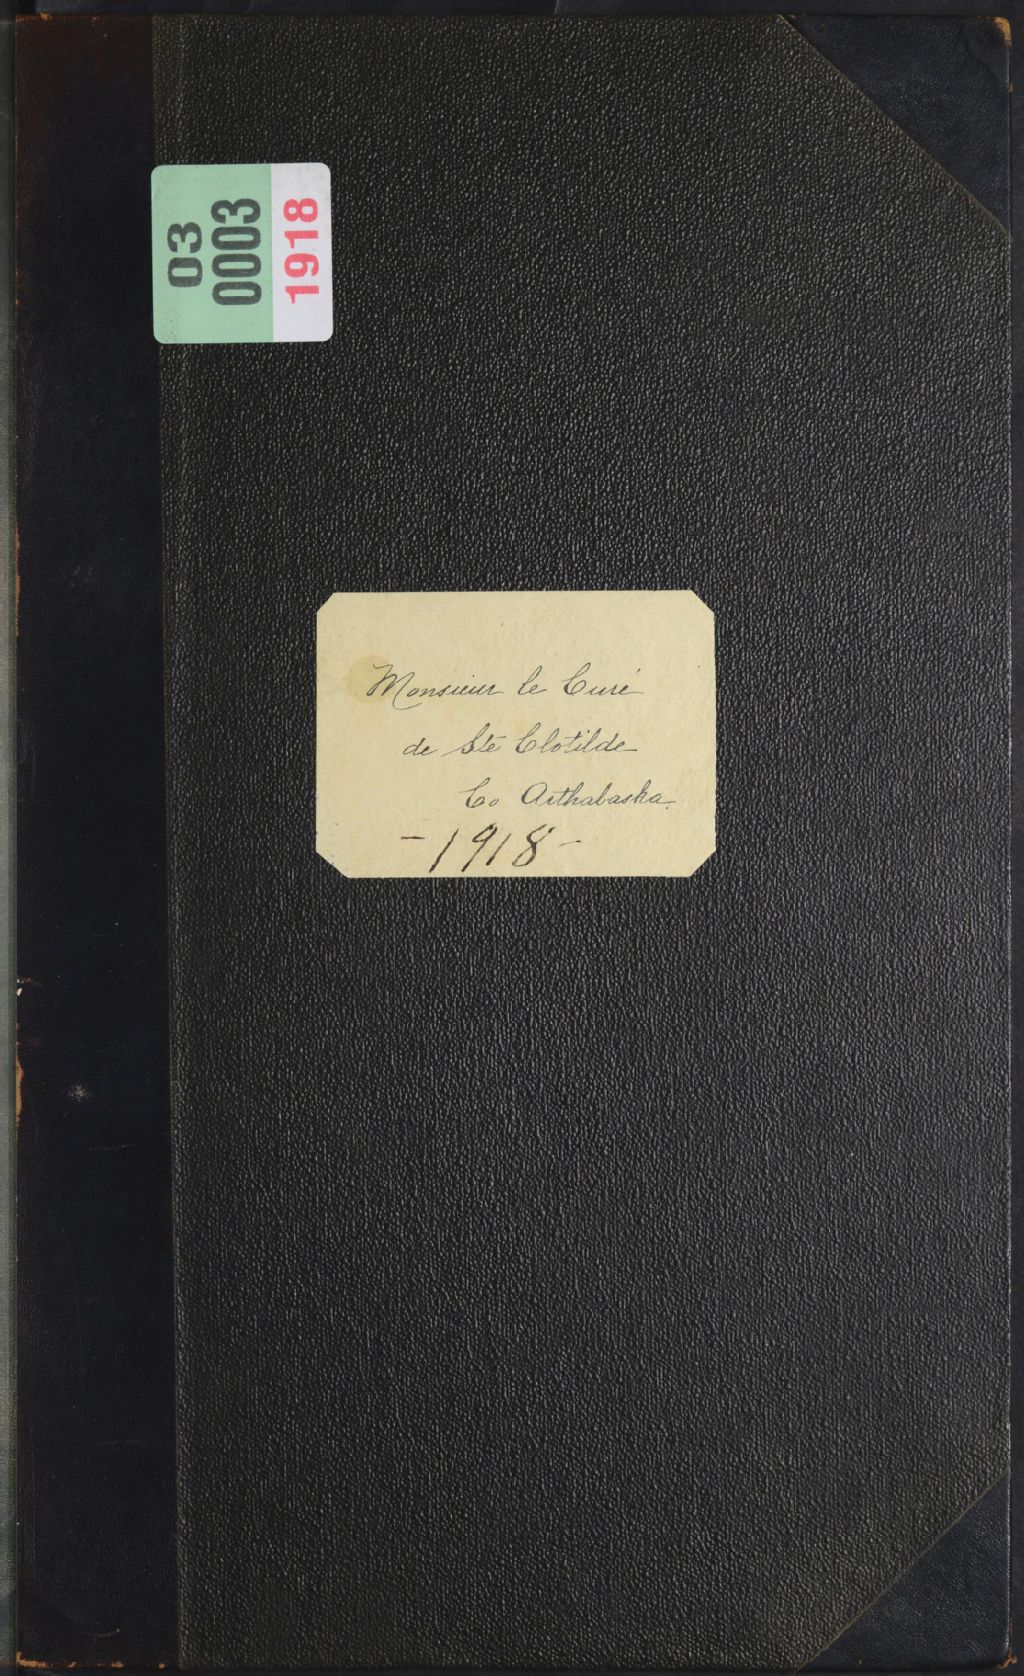 03
0003
1918
Monsieur le Curé
de Ste Clotilde
Co Arthabaska.
-1918-